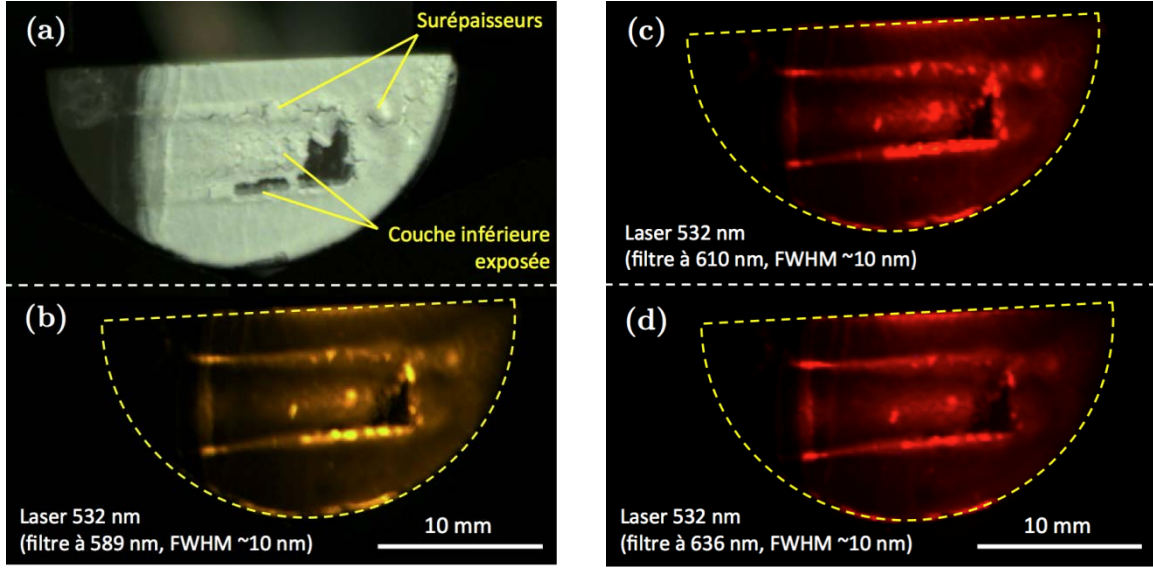 (a)
Surépaisseurs
Couche inférieure
exposée
(b)
Laser 532 nm
(filtre à 589 nm, FWHM ~10 nm)
10 mm
(c)
Laser 532 nm
(filtre à 610 nm, FWHM ~10 nm)
(d)
Laser 532 nm
(filtre à 636 nm, FWHM ~10 nm)
10 mm